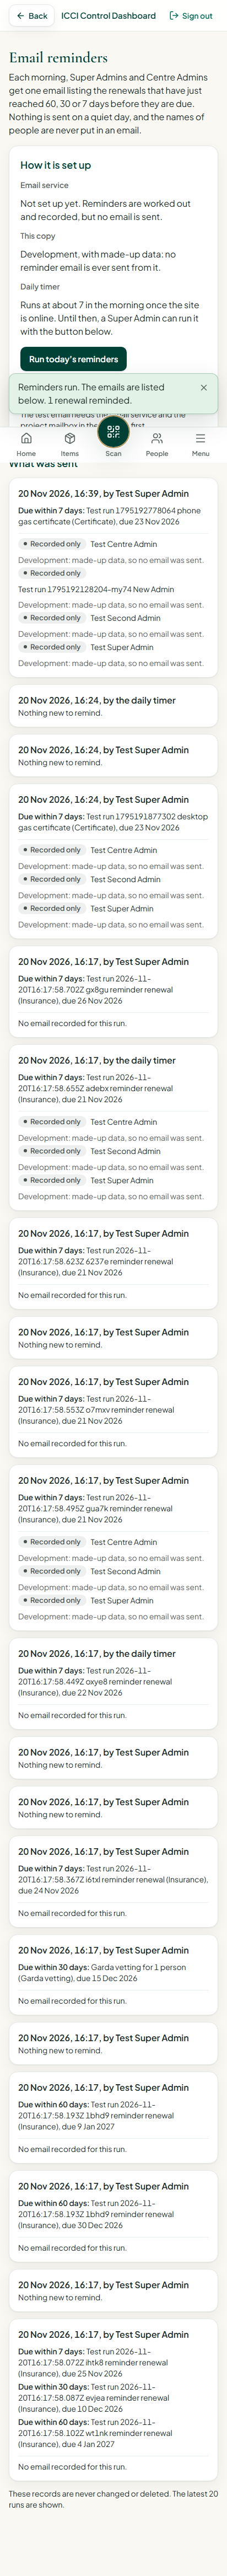 Back
ICCI Control Dashboard
Sign out
Email reminders
Each morning, Super Admins and Centre Admins
get one email listing the renewals that have just
reached 60, 30 or 7 days before they are due.
Nothing is sent on a quiet day, and the names of
people are never put in an email.
How it is set up
Email service
Not set up yet. Reminders are worked out
and recorded, but no email is sent.
This copy
Development, with made-up data: no
reminder email is ever sent from it.
Daily timer
Runs at about 7 in the morning once the site
is online. Until then, a Super Admin can run it
with the button below.
Run today's reminders
Reminders run. The emails are listed
below. 1 renewal reminded.
Home
Items
Scan
People
Menu
What was sent
20 Nov 2026, 16:39, by Test Super Admin
Due within 7 days: Test run 1795192778064 phone
gas certificate (Certificate), due 23 Nov 2026
Recorded only Test Centre Admin
Development: made-up data, so no email was sent.
Recorded only
Test run 1795192128204-my74 New Admin
Development: made-up data, so no email was sent.
Recorded only Test Second Admin
Development: made-up data, so no email was sent.
Recorded only Test Super Admin
Development: made-up data, so no email was sent.
20 Nov 2026, 16:24, by the daily timer
Nothing new to remind.
20 Nov 2026, 16:24, by Test Super Admin
Nothing new to remind.
20 Nov 2026, 16:24, by Test Super Admin
Due within 7 days: Test run 1795191877302 desktop
gas certificate (Certificate), due 23 Nov 2026
Recorded only Test Centre Admin
Development: made-up data, so no email was sent.
Recorded only Test Second Admin
Development: made-up data, so no email was sent.
Recorded only Test Super Admin
Development: made-up data, so no email was sent.
20 Nov 2026, 16:17, by Test Super Admin
Due within 7 days: Test run 2026-11-
20T16:17:58.702Z gx8gu reminder renewal
(Insurance), due 26 Nov 2026
No email recorded for this run.
20 Nov 2026, 16:17, by the daily timer
Due within 7 days: Test run 2026-11-
20T16:17:58.655Z adebx reminder renewal
(Insurance), due 21 Nov 2026
Recorded only Test Centre Admin
Development: made-up data, so no email was sent.
Recorded only Test Second Admin
Development: made-up data, so no email was sent.
Recorded only Test Super Admin
Development: made-up data, so no email was sent.
20 Nov 2026, 16:17, by Test Super Admin
Due within 7 days: Test run 2026-11-
20T16:17:58.623Z 6237e reminder renewal
(Insurance), due 21 Nov 2026
No email recorded for this run.
20 Nov 2026, 16:17, by Test Super Admin
Nothing new to remind.
20 Nov 2026, 16:17, by Test Super Admin
Due within 7 days: Test run 2026-11-
20T16:17:58.553Z o7mxv reminder renewal
(Insurance), due 21 Nov 2026
No email recorded for this run.
20 Nov 2026, 16:17, by Test Super Admin
Due within 7 days: Test run 2026-11-
20T16:17:58.495Z gua7k reminder renewal
(Insurance), due 21 Nov 2026
Recorded only Test Centre Admin
Development: made-up data, so no email was sent.
Recorded only Test Second Admin
Development: made-up data, so no email was sent.
Recorded only Test Super Admin
Development: made-up data, so no email was sent.
20 Nov 2026, 16:17, by the daily timer
Due within 7 days: Test run 2026-11-
20T16:17:58.449Z oxye8 reminder renewal
(Insurance), due 22 Nov 2026
No email recorded for this run.
20 Nov 2026, 16:17, by Test Super Admin
Nothing new to remind.
20 Nov 2026, 16:17, by Test Super Admin
Nothing new to remind.
20 Nov 2026, 16:17, by Test Super Admin
Due within 7 days: Test run 2026-11-
20T16:17:58.367Z i6txl reminder renewal (Insurance),
due 24 Nov 2026
No email recorded for this run.
20 Nov 2026, 16:17, by Test Super Admin
Due within 30 days: Garda vetting for 1 person
(Garda vetting), due 15 Dec 2026
No email recorded for this run.
20 Nov 2026, 16:17, by Test Super Admin
Nothing new to remind.
20 Nov 2026, 16:17, by Test Super Admin
Due within 60 days: Test run 2026-11-
20T16:17:58.193Z 1bhd9 reminder renewal
(Insurance), due 9 Jan 2027
No email recorded for this run.
20 Nov 2026, 16:17, by Test Super Admin
Due within 60 days: Test run 2026-11-
20T16:17:58.193Z 1bhd9 reminder renewal
(Insurance), due 30 Dec 2026
No email recorded for this run.
20 Nov 2026, 16:17, by Test Super Admin
Nothing new to remind.
20 Nov 2026, 16:17, by Test Super Admin
Due within 7 days: Test run 2026-11-
20T16:17:58.072Z ihtk8 reminder renewal
(Insurance), due 25 Nov 2026
Due within 30 days: Test run 2026-11-
20T16:17:58.087Z evjea reminder renewal
(Insurance), due 10 Dec 2026
Due within 60 days: Test run 2026-11-
20T16:17:58.102Z wt1nk reminder renewal
(Insurance), due 4 Jan 2027
No email recorded for this run.
These records are never changed or deleted. The latest 20
runs are shown.